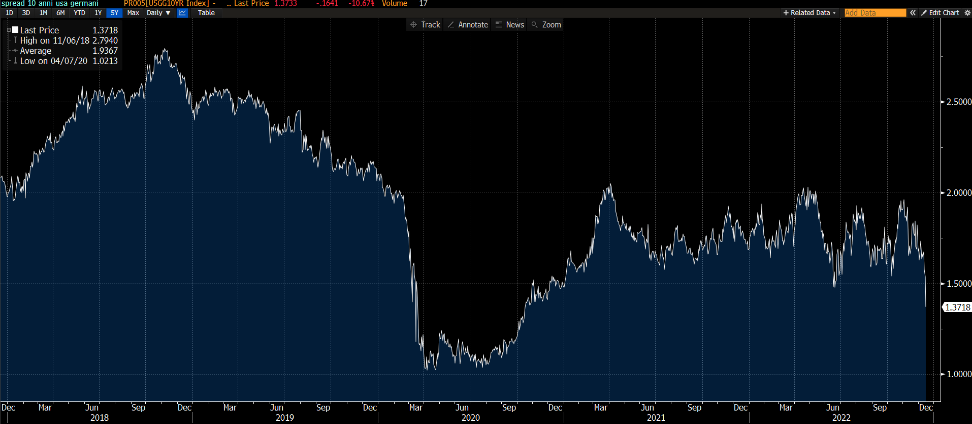 spread 10 anni usa germani PR005[USGG10YR Index] - .. Last Price 1.3733 -.1641 -10.67% Volume 17
1D 3D 1M 6M YTD 1Y 5Y Max Daily ▼ Table + Related Data Add Data « Edit Chart
Track Annotate News Zoom
Last Price 1.3718
High on 11/06/18 2.7940
Average 1.9367
Low on 04/07/20 1.0213
2.5000
2.0000
1.5000
1.3718
1.0000
Dec Mar Jun Sep Dec Mar Jun Sep Dec Mar Jun Sep Dec Mar Jun Sep Dec Mar Jun Sep Dec
2018 2019 2020 2021 2022